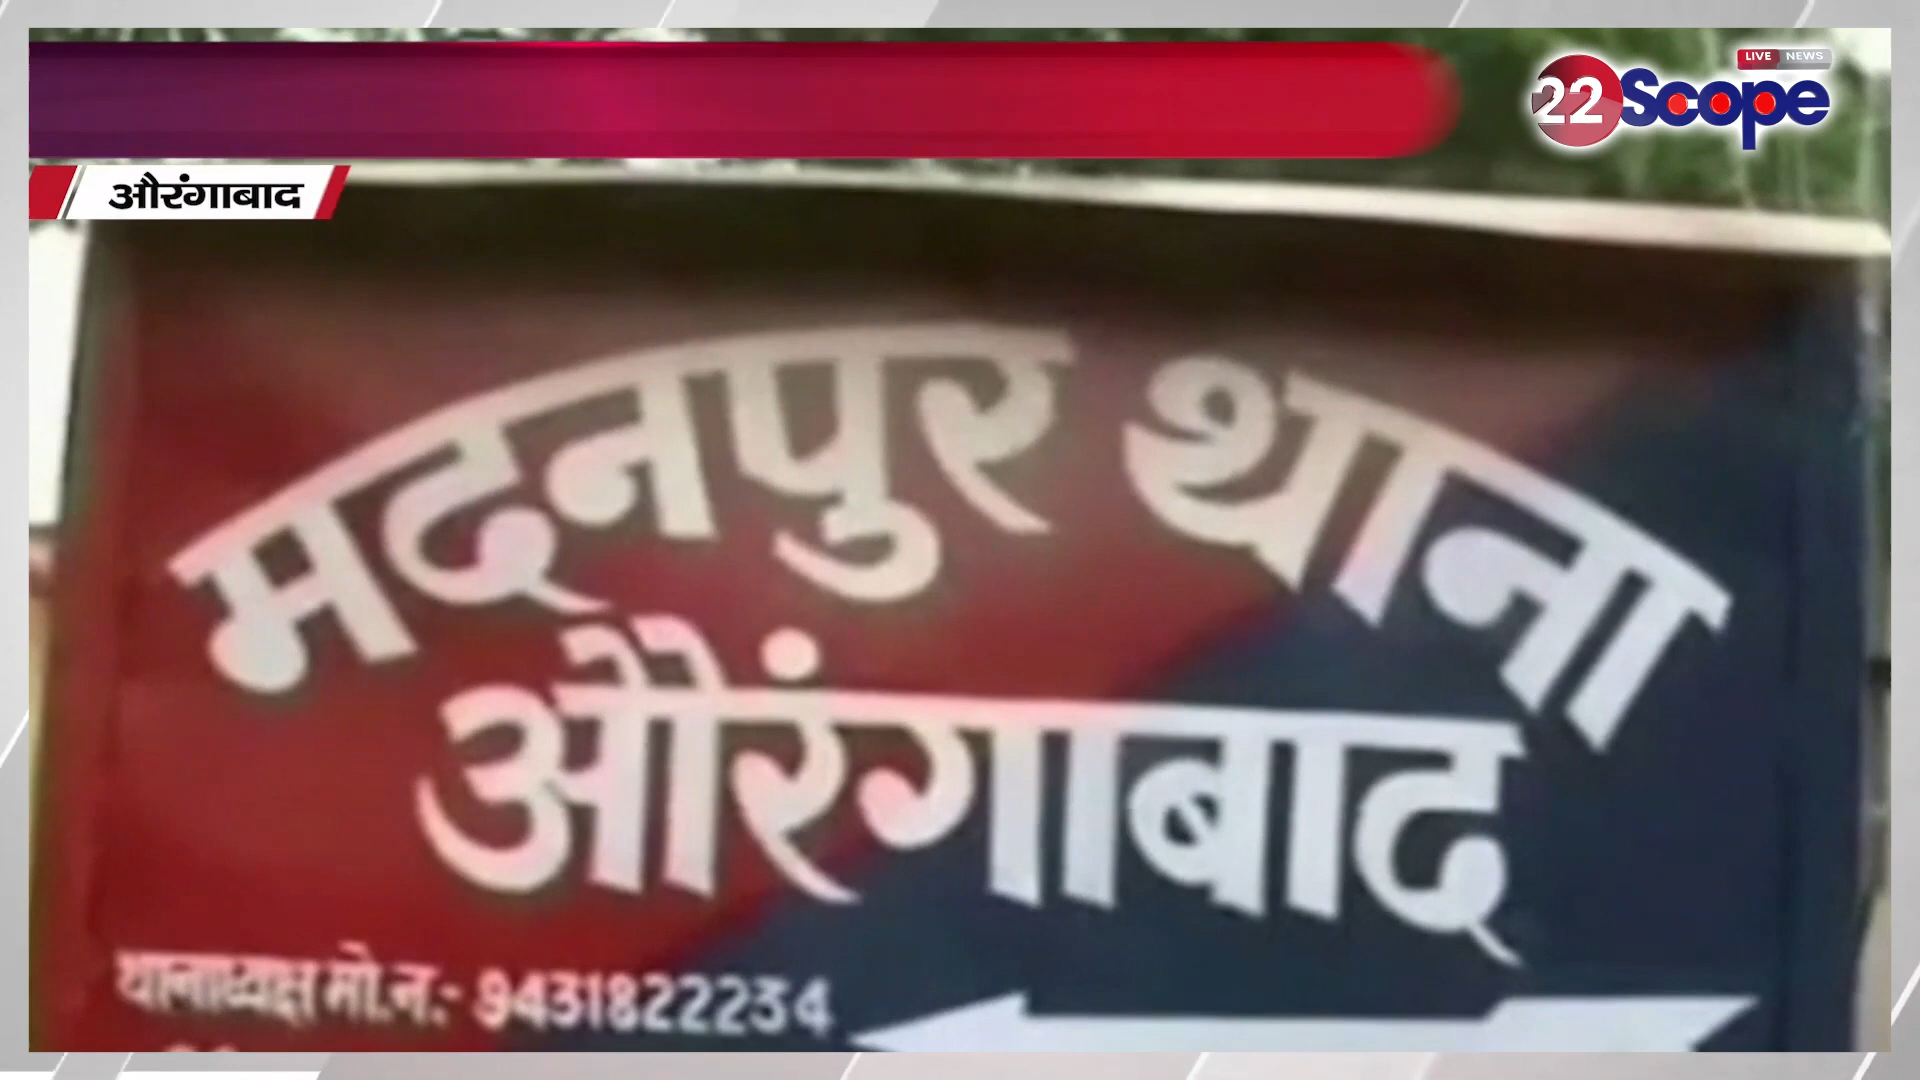 LIVE NEWS
22Scope
औरंगाबाद
मदनपुर थाना
औरंगाबाद
थानाध्यक्ष मो.न.:- 9431822234